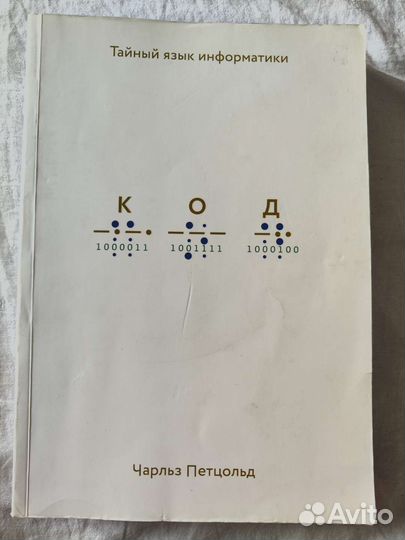 Тайный язык информатики
К О Д
1000011 1001111 1000100
Чарльз Петцольд
Avito